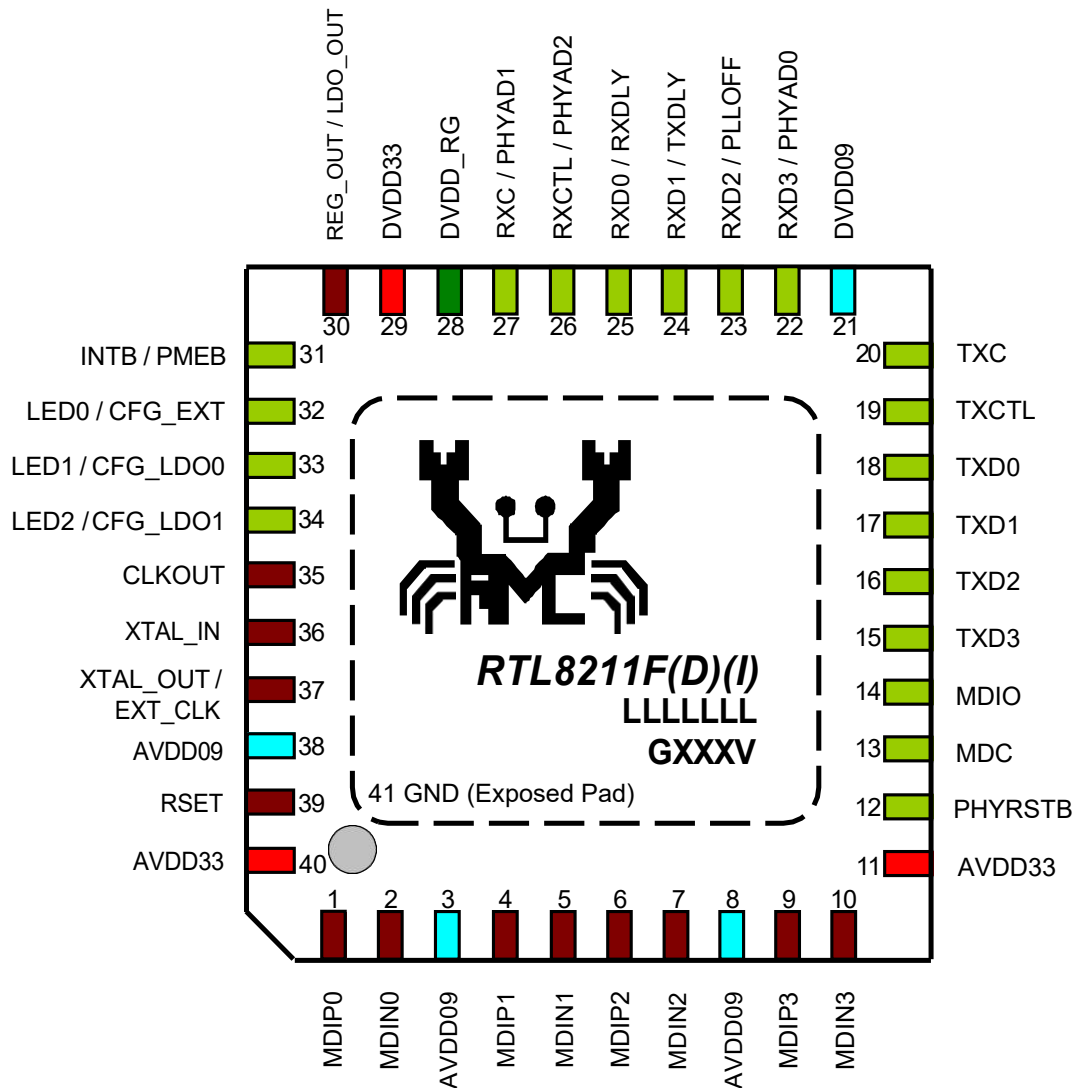 REG_OUT / LDO_OUT
DVDD33
DVDD_RG
RXC / PHYAD1
RXCTL / PHYAD2
RXD0 / RXDLY
RXD1 / TXDLY
RXD2 / PLLOFF
RXD3 / PHYAD0
DVDD09
30 29 28 27 26 25 24 23 22 21
INTB / PMEB 31
LED0 / CFG_EXT 32
LED1 / CFG_LDO0 33
LED2 / CFG_LDO1 34
CLKOUT 35
XTAL_IN 36
XTAL_OUT /
EXT_CLK 37
AVDD09 38
RSET 39
AVDD33 40
RTL8211F(D)(I)
LLLLLLL
GXXXV
41 GND (Exposed Pad)
20 TXC
19 TXCTL
18 TXD0
17 TXD1
16 TXD2
15 TXD3
14 MDIO
13 MDC
12 PHYRSTB
11 AVDD33
1 2 3 4 5 6 7 8 9 10
MDIP0
MDIN0
AVDD09
MDIP1
MDIN1
MDIP2
MDIN2
AVDD09
MDIP3
MDIN3